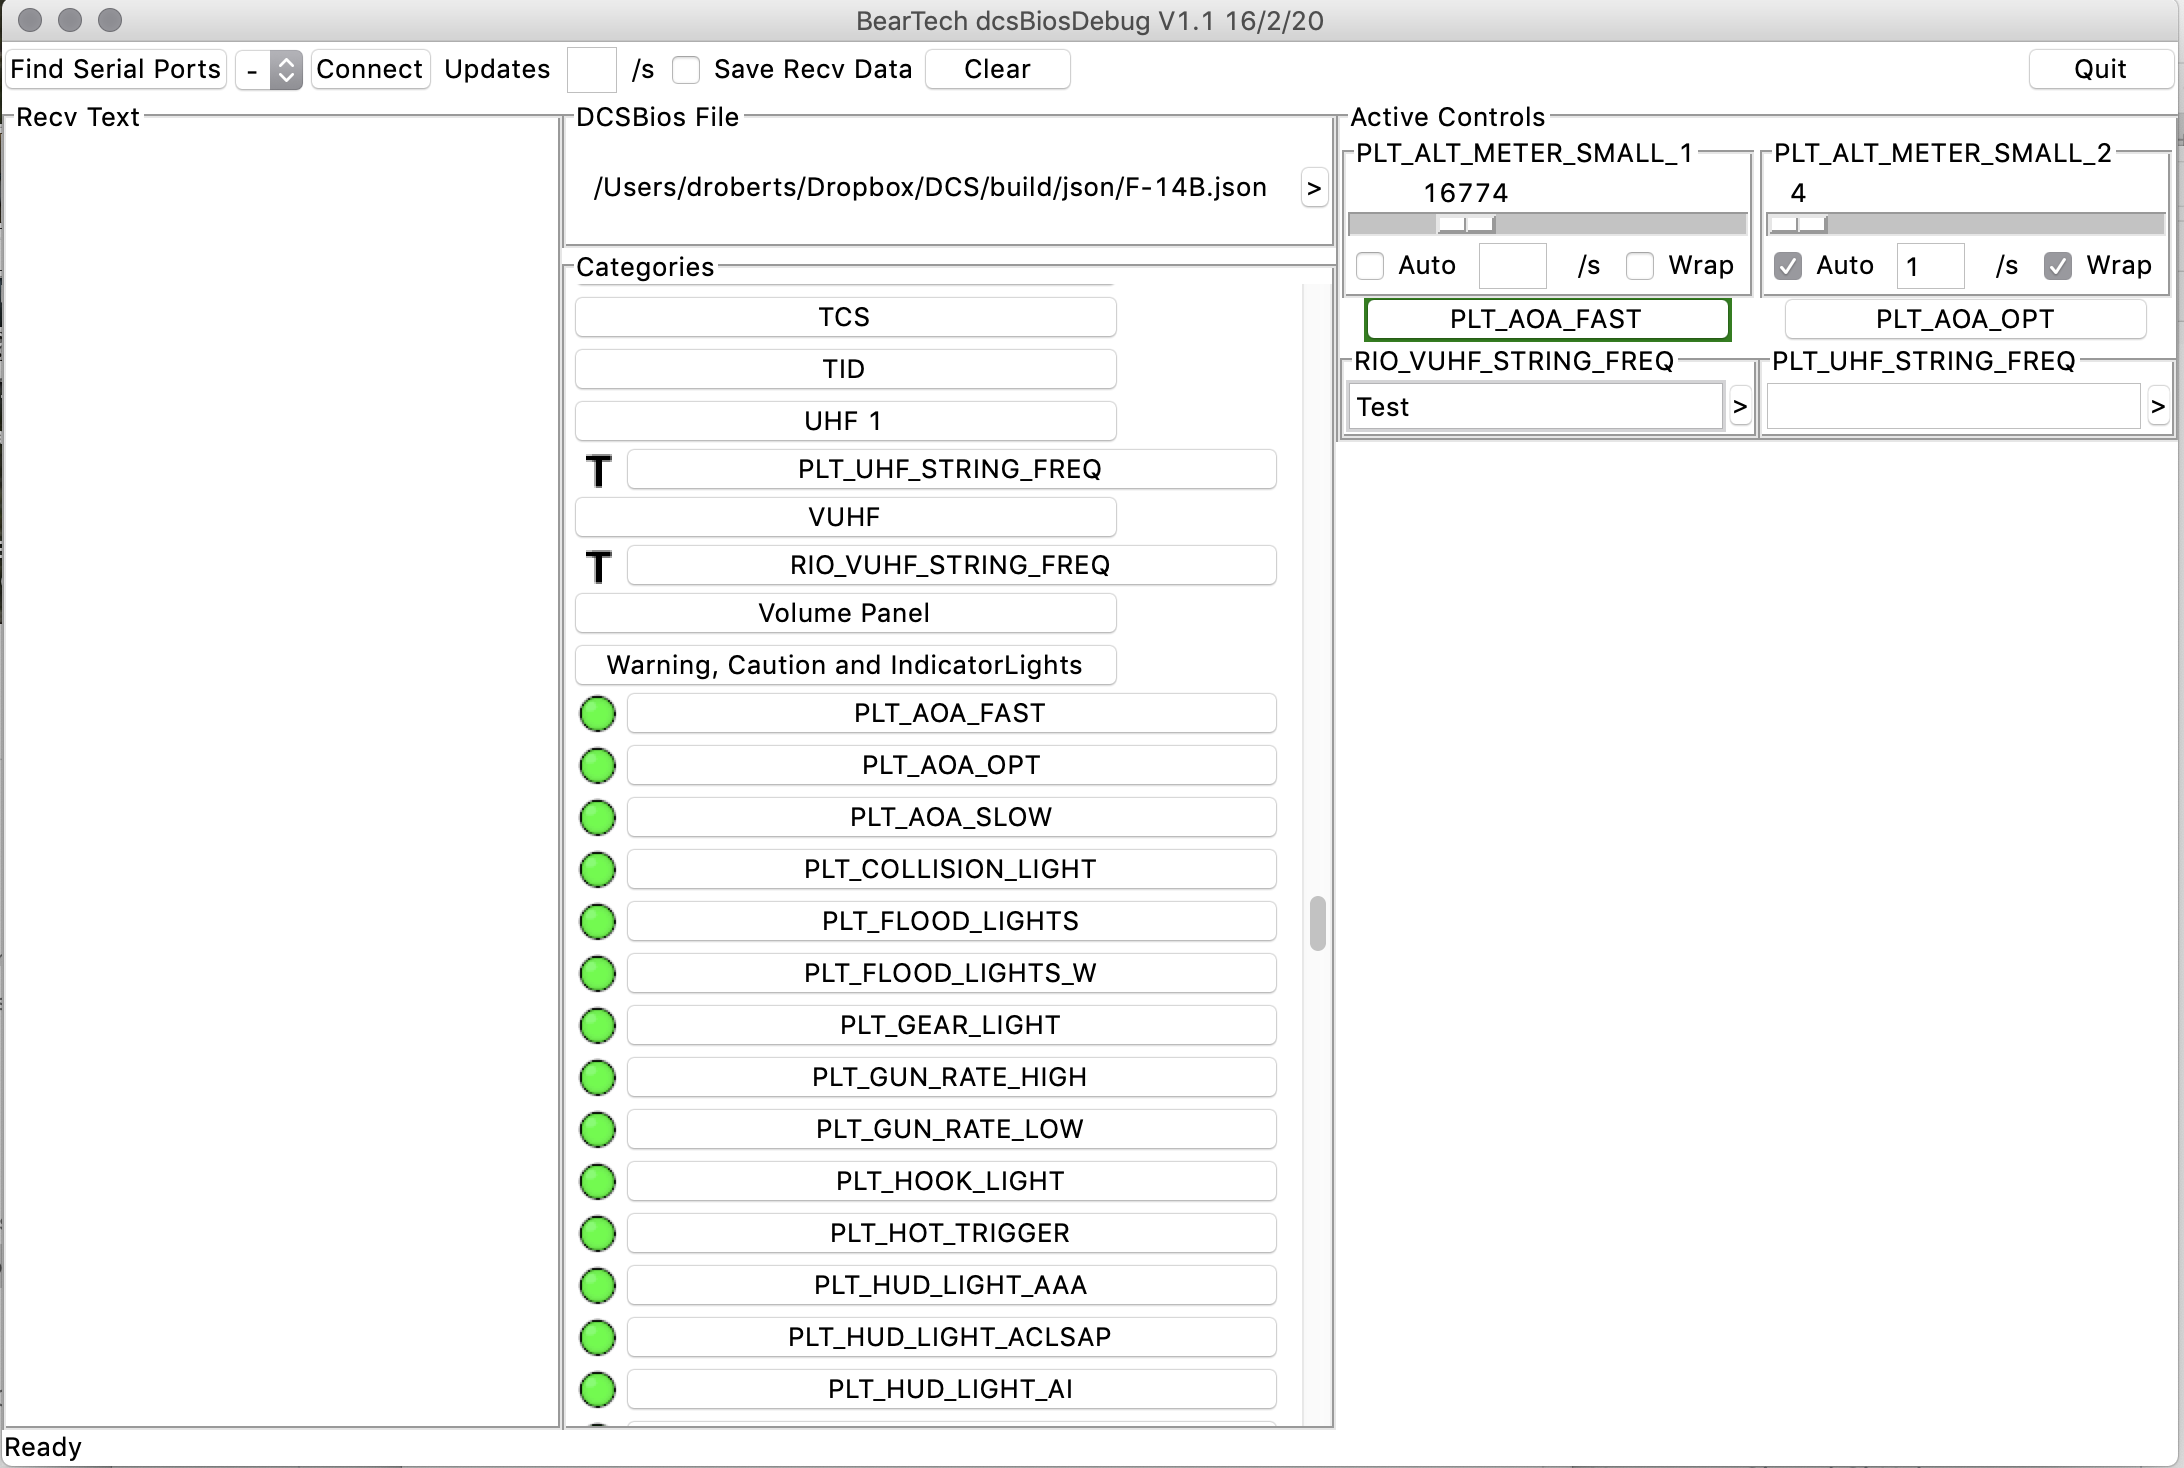 BearTech dcsBiosDebug V1.1 16/2/20
Find Serial Ports - Connect Updates /s Save Recv Data Clear Quit
Recv Text
DCSBios File
/Users/droberts/Dropbox/DCS/build/json/F-14B.json >
Categories
TCS
TID
UHF 1
T PLT_UHF_STRING_FREQ
VUHF
T RIO_VUHF_STRING_FREQ
Volume Panel
Warning, Caution and IndicatorLights
PLT_AOA_FAST
PLT_AOA_OPT
PLT_AOA_SLOW
PLT_COLLISION_LIGHT
PLT_FLOOD_LIGHTS
PLT_FLOOD_LIGHTS_W
PLT_GEAR_LIGHT
PLT_GUN_RATE_HIGH
PLT_GUN_RATE_LOW
PLT_HOOK_LIGHT
PLT_HOT_TRIGGER
PLT_HUD_LIGHT_AAA
PLT_HUD_LIGHT_ACLSAP
PLT_HUD_LIGHT_AI
Active Controls
PLT_ALT_METER_SMALL_1 PLT_ALT_METER_SMALL_2
16774 4
Auto /s Wrap Auto 1 /s Wrap
PLT_AOA_FAST PLT_AOA_OPT
RIO_VUHF_STRING_FREQ PLT_UHF_STRING_FREQ
Test > >
Ready